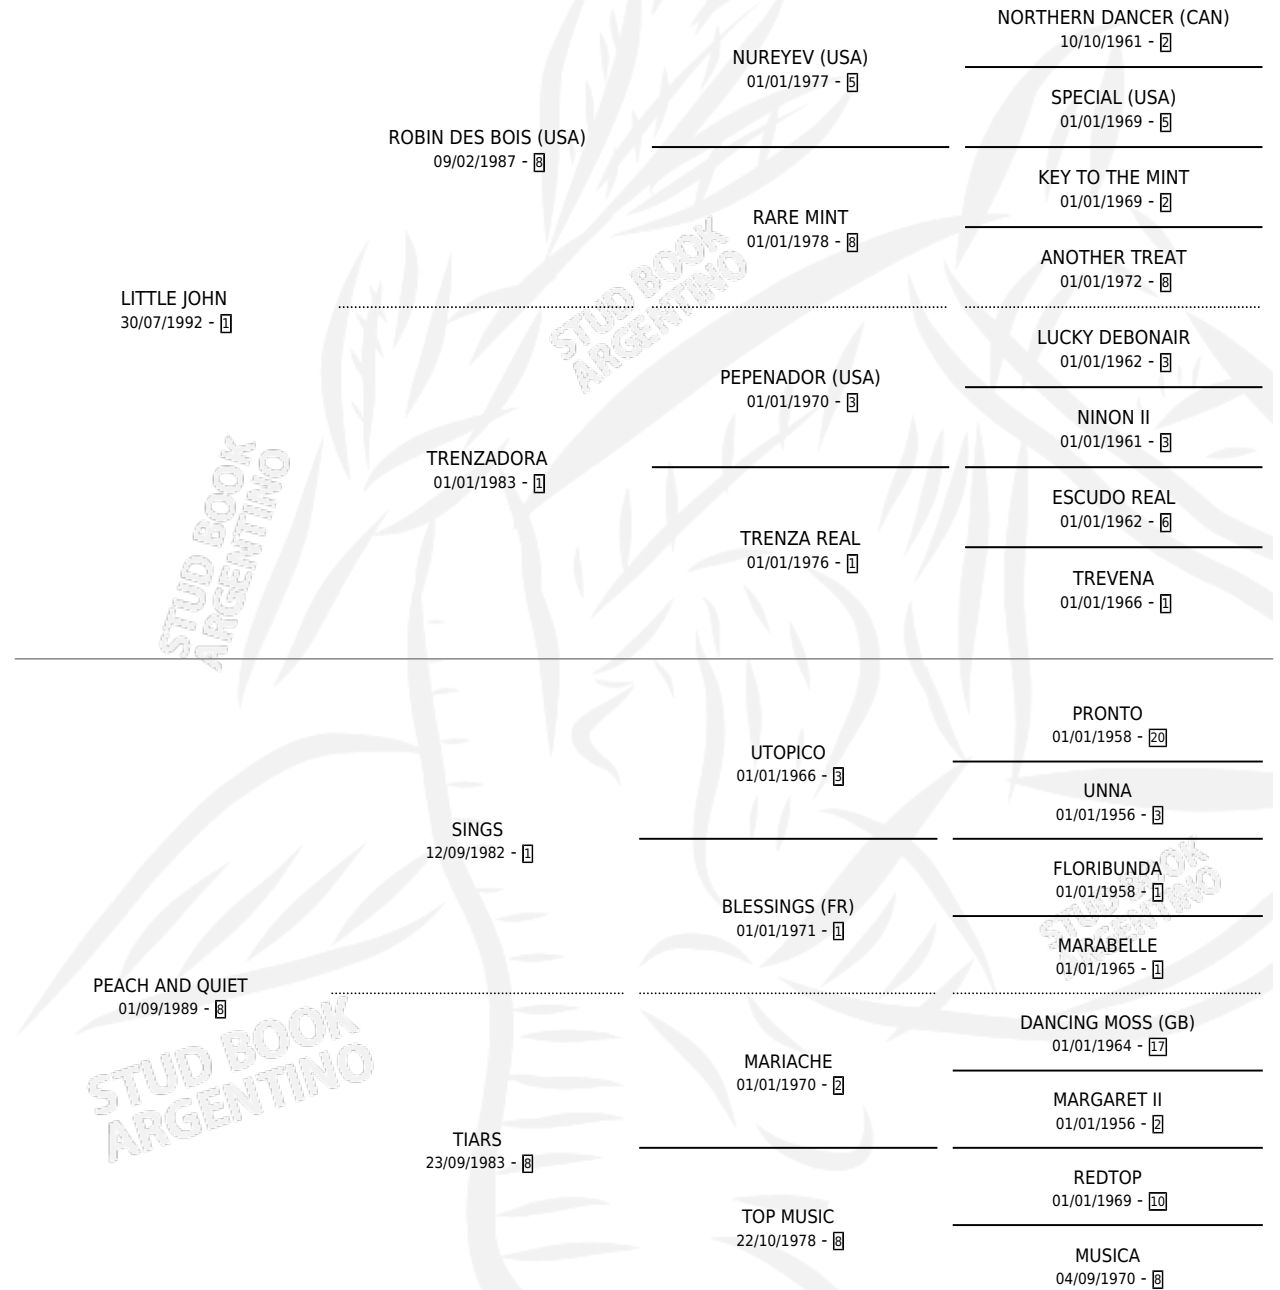 NORTHERN DANCER (CAN)
10/10/1961 - 2
NUREYEV (USA)
01/01/1977 - 5
SPECIAL (USA)
01/01/1969 - 5
ROBIN DES BOIS (USA)
09/02/1987 - 8
KEY TO THE MINT
01/01/1969 - 2
RARE MINT
01/01/1978 - 8
ANOTHER TREAT
01/01/1972 - 8
LITTLE JOHN
30/07/1992 - 1
LUCKY DEBONAIR
01/01/1962 - 3
PEPENADOR (USA)
01/01/1970 - 3
NINON II
01/01/1961 - 3
TRENZADORA
01/01/1983 - 1
ESCUDO REAL
01/01/1962 - 6
TRENZA REAL
01/01/1976 - 1
TREVENA
01/01/1966 - 1
PRONTO
01/01/1958 - 20
UTOPICO
01/01/1966 - 3
UNNA
01/01/1956 - 3
SINGS
12/09/1982 - 1
FLORIBUNDA
01/01/1958 - 1
BLESSINGS (FR)
01/01/1971 - 1
MARABELLE
01/01/1965 - 1
PEACH AND QUIET
01/09/1989 - 8
DANCING MOSS (GB)
01/01/1964 - 17
MARIACHE
01/01/1970 - 2
MARGARET II
01/01/1956 - 2
TIARS
23/09/1983 - 8
REDTOP
01/01/1969 - 10
TOP MUSIC
22/10/1978 - 8
MUSICA
04/09/1970 - 8
STUD BOOK
ARGENTINO
STUD BOOK
ARGENTINO
STUD BOOK
ARGENTINO
STUD BOOK
ARGENTINO